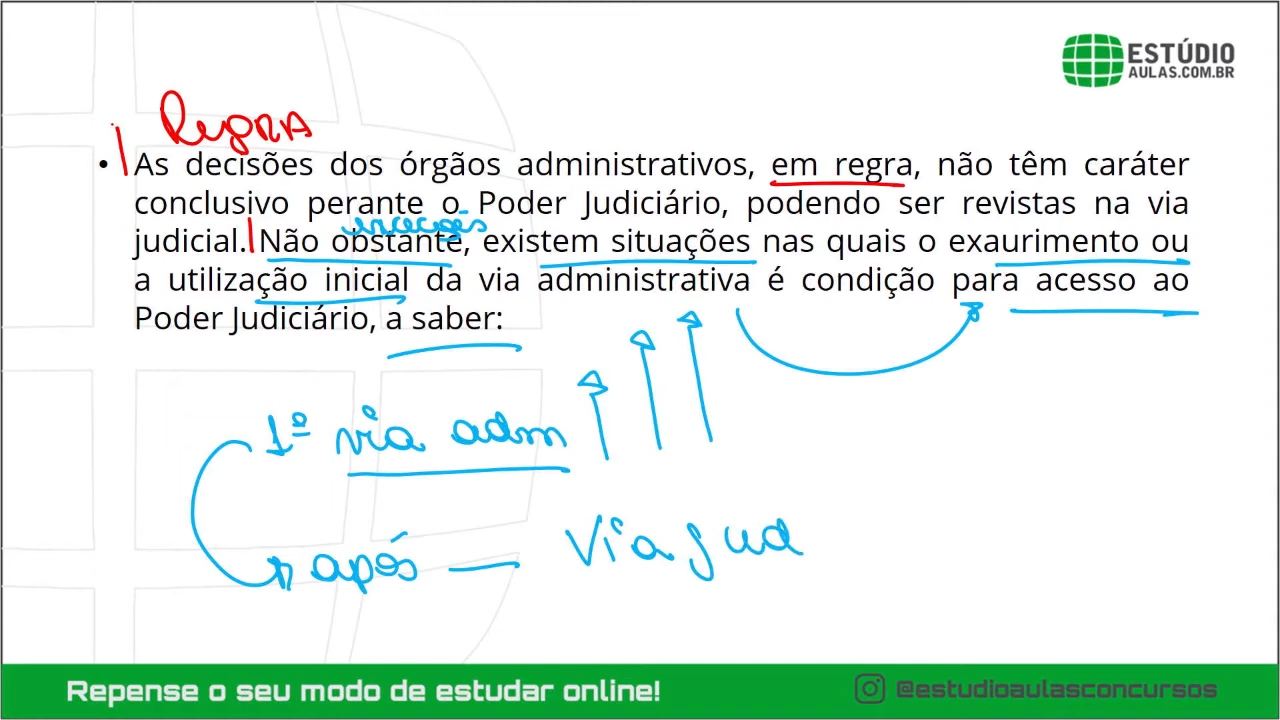 ESTÚDIO
AULAS.COM.BR
RegRA
• As decisões dos órgãos administrativos, em regra, não têm caráter
conclusivo perante o Poder Judiciário, podendo ser revistas na via
judicial. Não obstante, existem situações nas quais o exaurimento ou
a utilização inicial da via administrativa é condição para acesso ao
Poder Judiciário, a saber:
1º via adm
após — Via Jud
Repense o seu modo de estudar online!
@estudioaulasconcursos